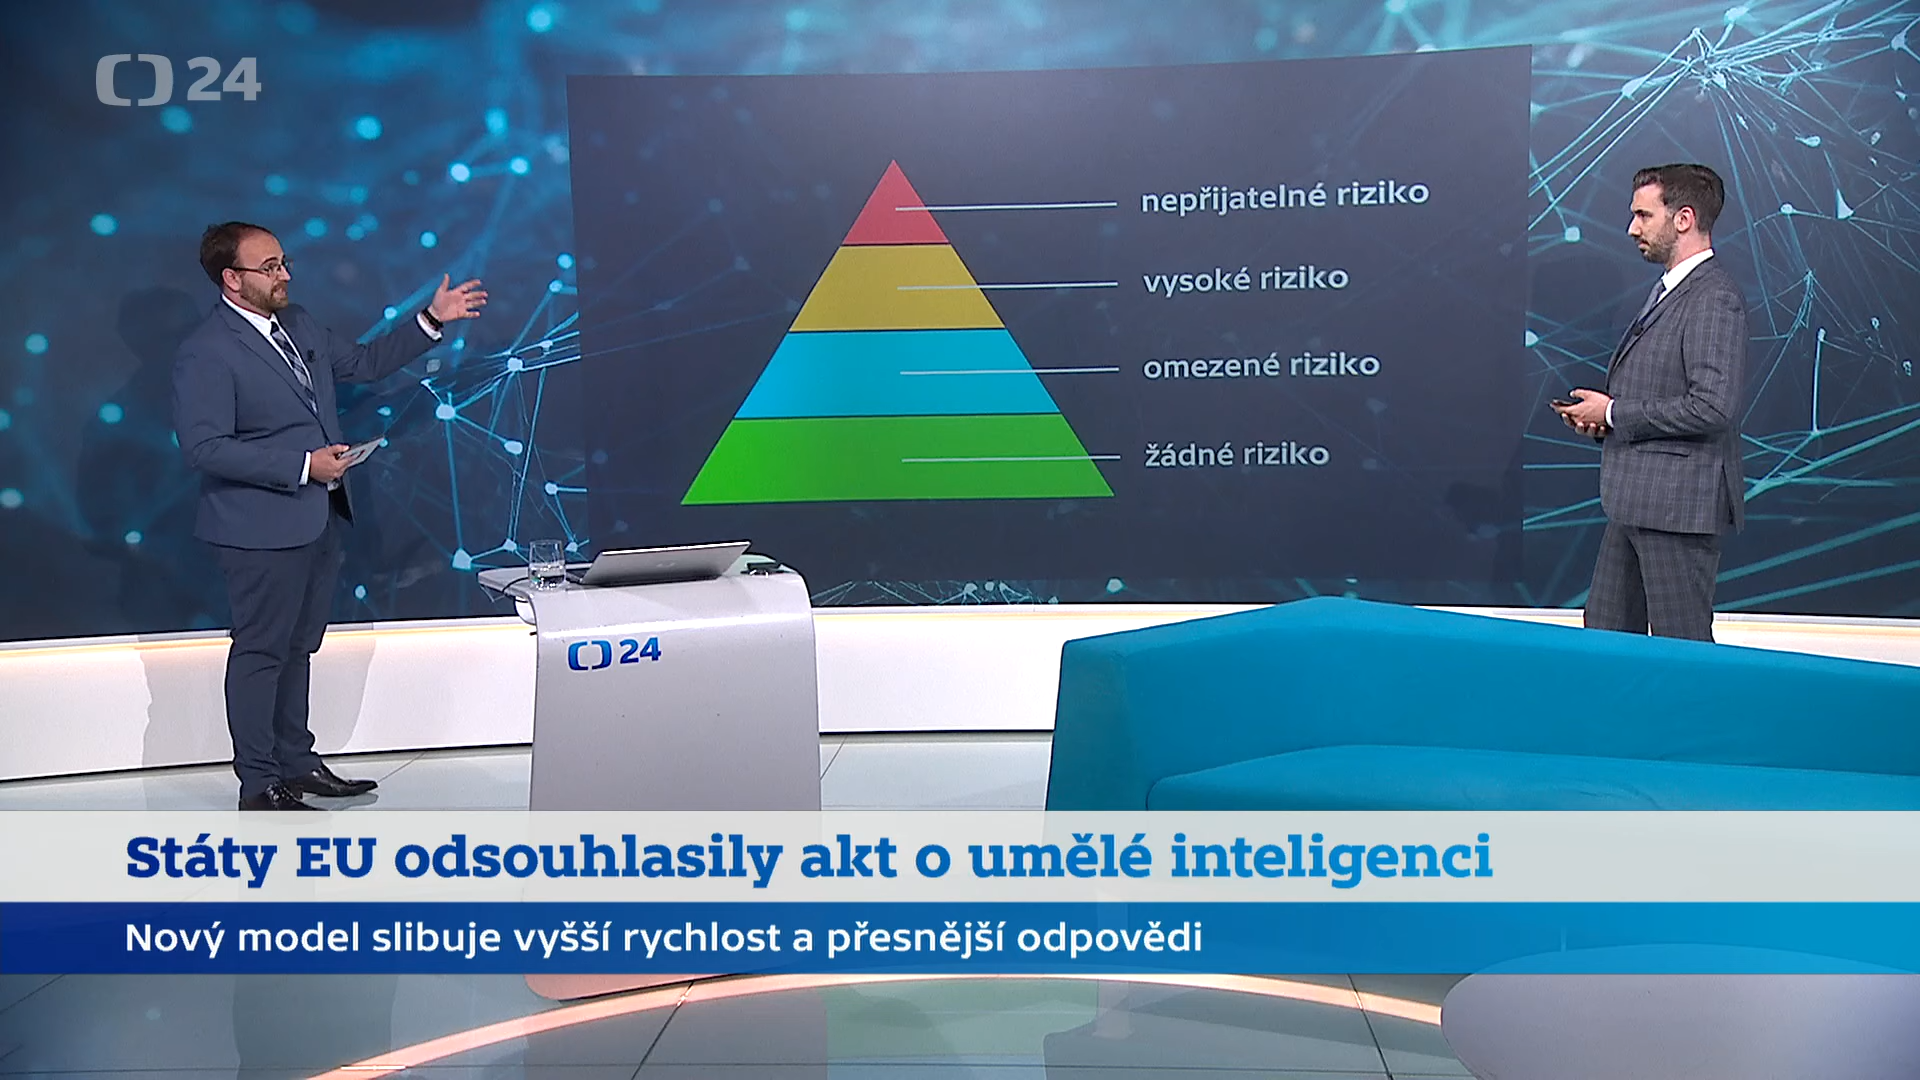 24
nepřijatelné riziko
vysoké riziko
omezené riziko
žádné riziko
24
Státy EU odsouhlasily akt o umělé inteligenci
Nový model slibuje vyšší rychlost a přesnější odpovědi